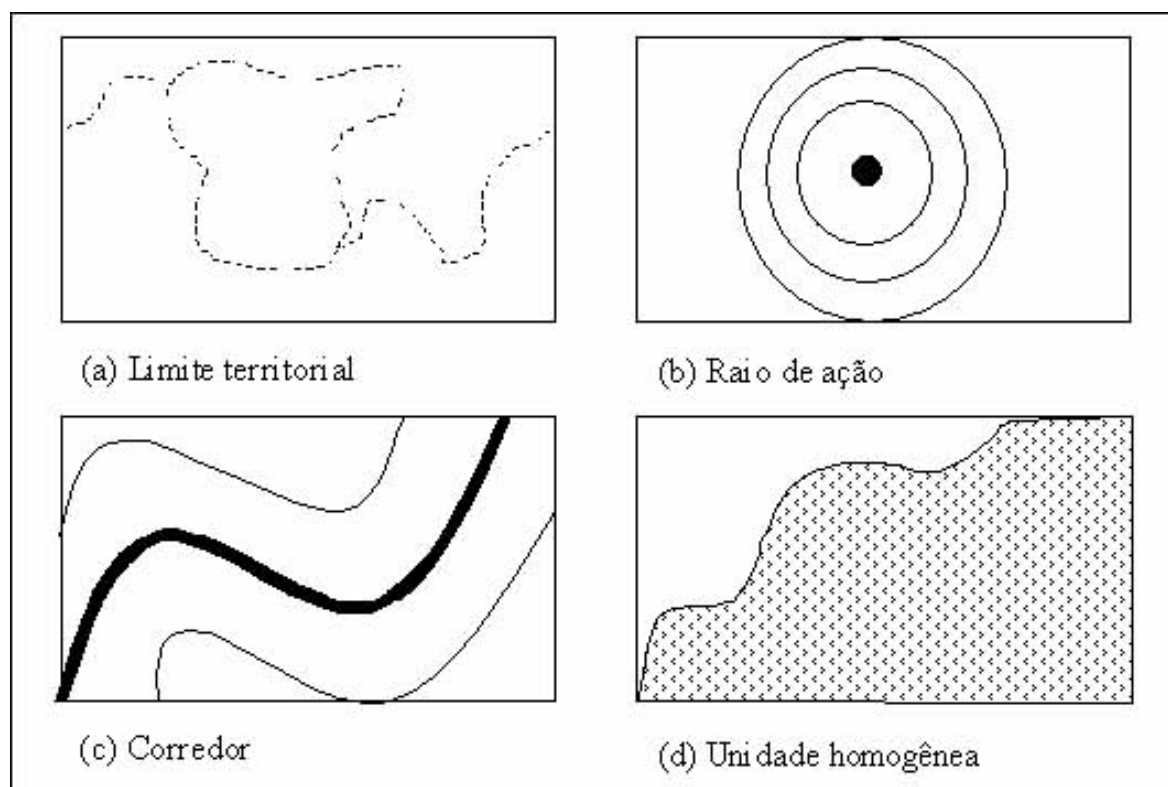 (a) Limite territorial
(b) Raio de ação
(c) Corredor
(d) Unidade homogênea